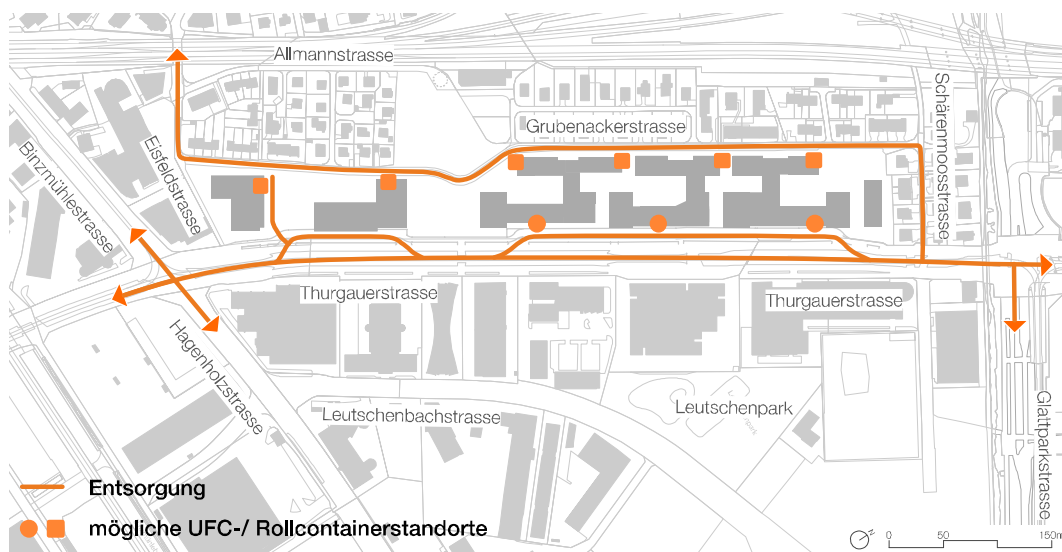 Allmannstrasse
Schärenmoosstrasse
Grubenackerstrasse
Binzmühlestrasse
Eisfeldstrasse
Thurgauerstrasse
Thurgauerstrasse
Hagenholzstrasse
Leutschenbachstrasse
Leutschenpark
Glattparkstrasse
Entsorgung
mögliche UFC-/ Rollcontainerstandorte
N 0 50 150m